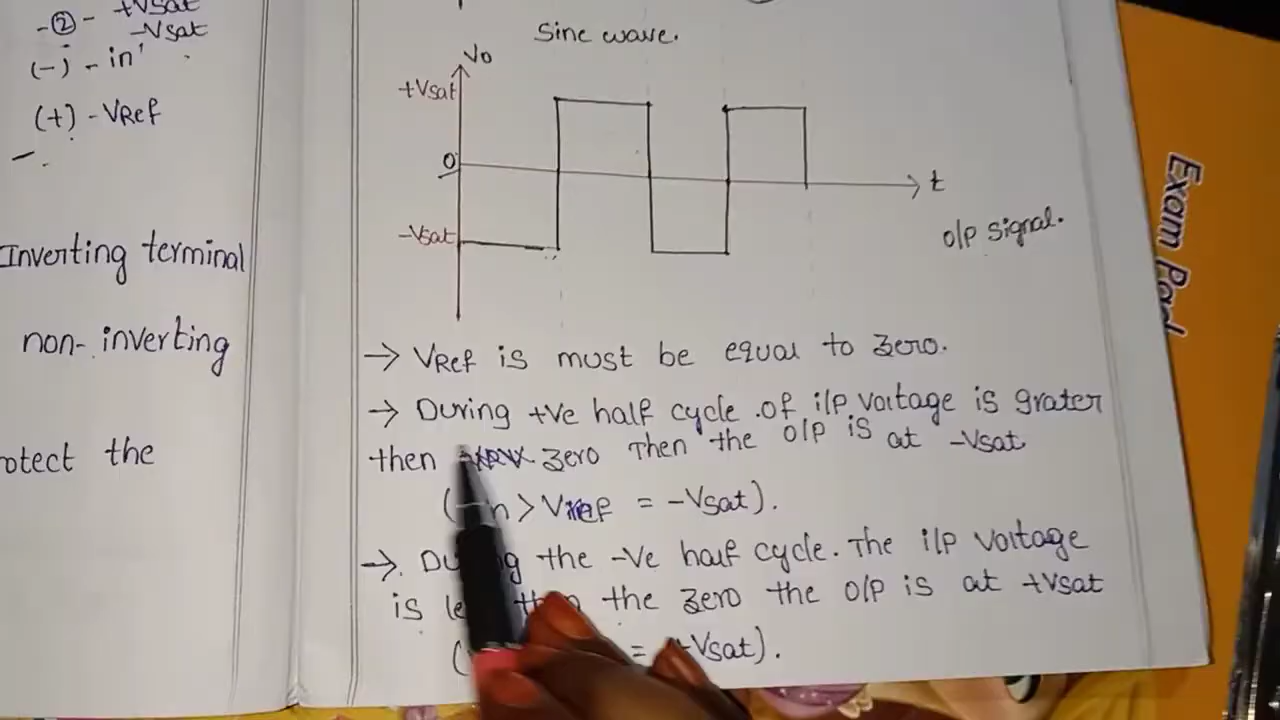 -②- +Vsat
-Vsat
(-) - in'
(+) - VRef
Inverting terminal
non-inverting
otect the
Sine wave.
Vo
+Vsat
0
-Vsat
t
O/P Signal.
→ VRef is must be equal to zero.
→ During +ve half cycle of i/p voltage is grater
then zero Then the O/P is at -Vsat
( > Vref = -Vsat).
→. During the -Ve half cycle. The i/p voltage
is the zero the O/P is at +Vsat
( = +Vsat).
Exam Pad